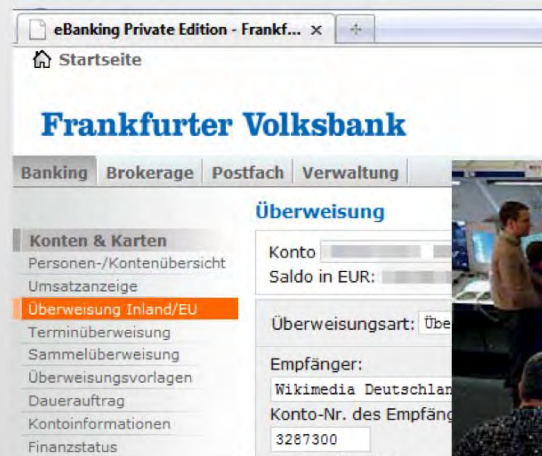 eBanking Private Edition - Frankf...
Startseite
Frankfurter Volksbank
Banking Brokerage Postfach Verwaltung
Überweisung
Konten & Karten
Personen-/Kontenübersicht
Umsatzanzeige
Überweisung Inland/EU
Terminüberweisung
Sammelüberweisung
Überweisungsvorlagen
Dauerauftrag
Kontoinformationen
Finanzstatus
Konto
Saldo in EUR:
Überweisungsart: Übe
Empfänger:
Wikimedia Deutschlan
Konto-Nr. des Empfäng
3287300